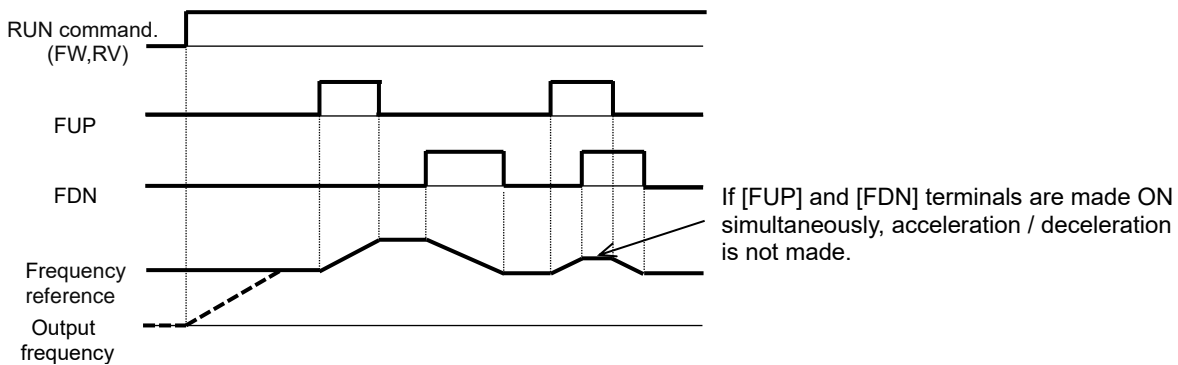 RUN command.
(FW,RV)
FUP
FDN
If [FUP] and [FDN] terminals are made ON
simultaneously, acceleration / deceleration
is not made.
Frequency
reference
Output
frequency